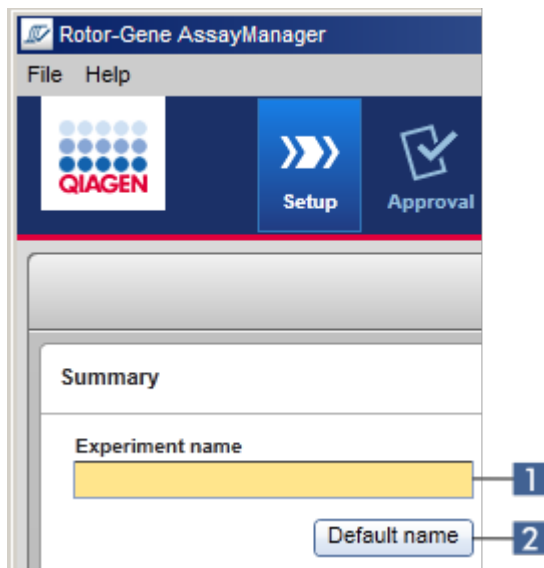 Rotor-Gene AssayManager
File Help
QIAGEN
Setup
Approval
Summary
Experiment name
1
Default name
2